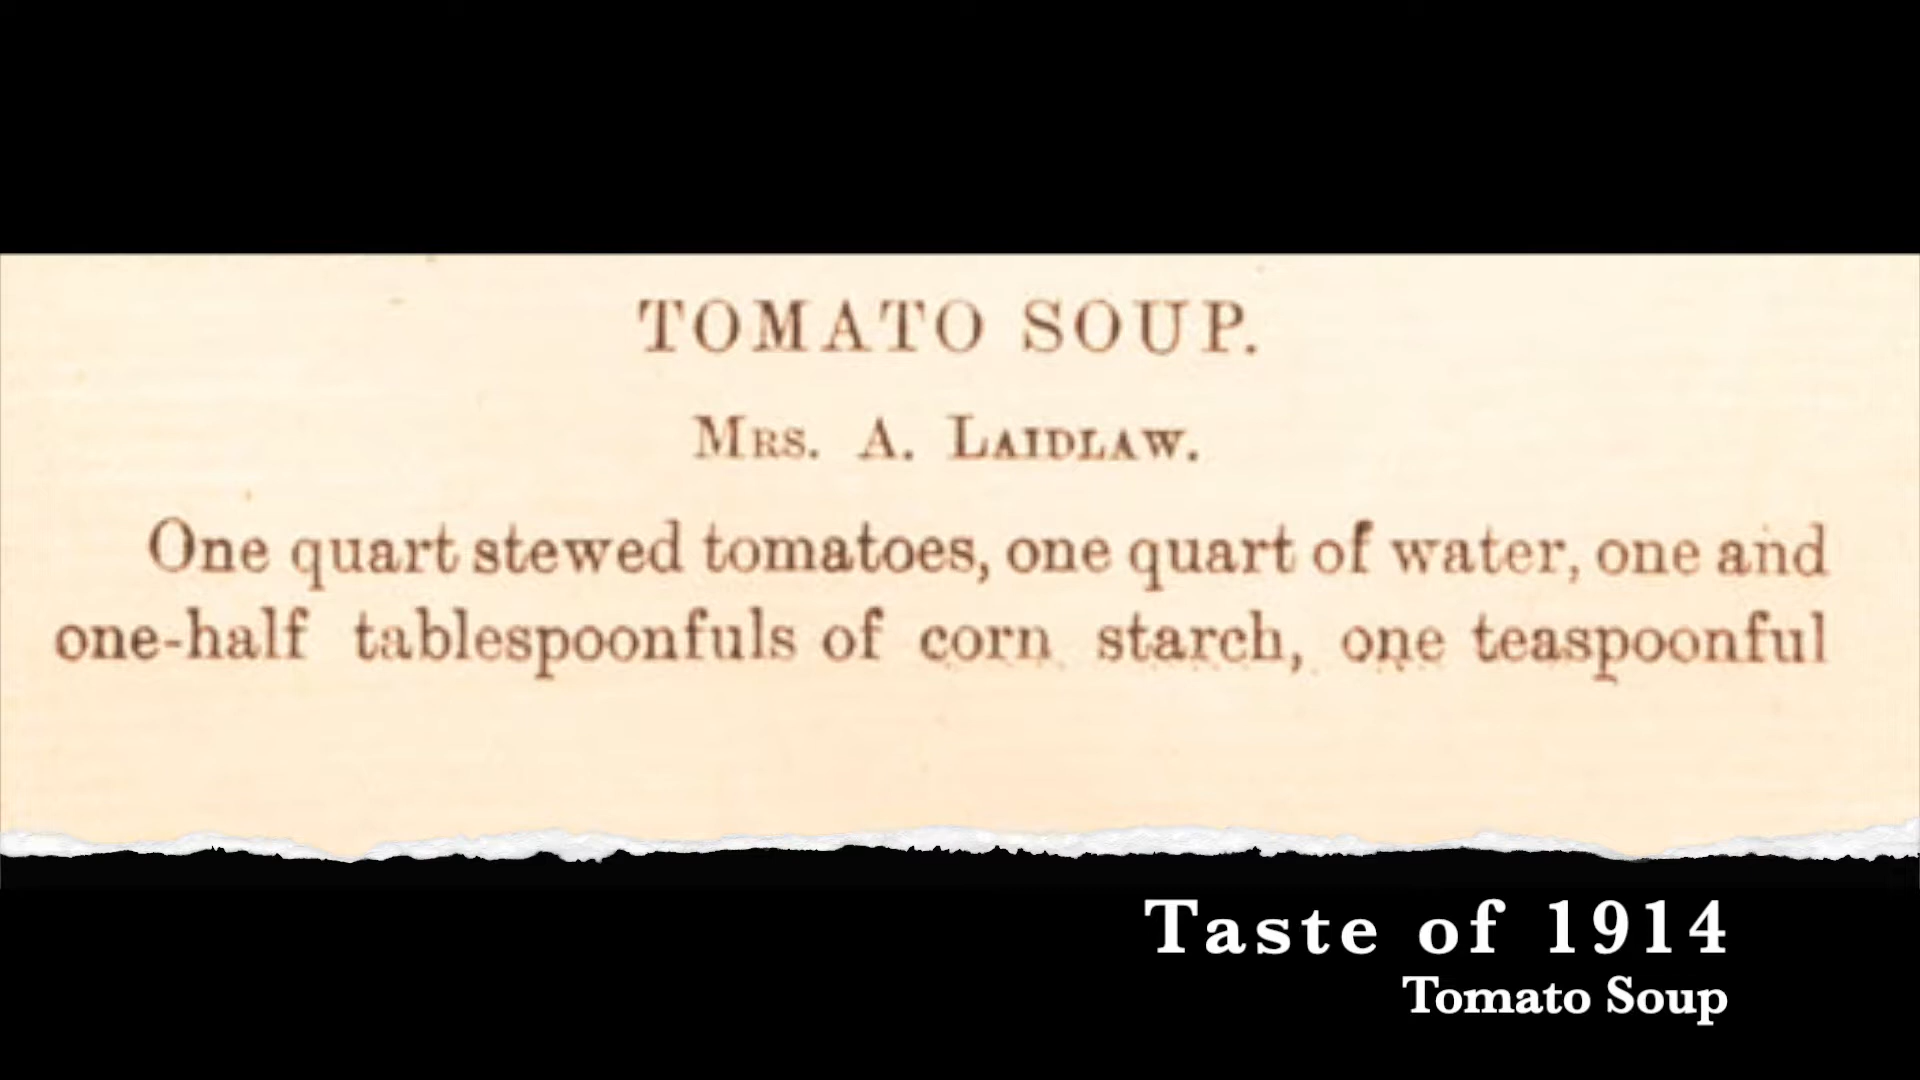 TOMATO SOUP.
MRS. A. LAIDLAW.
One quart stewed tomatoes, one quart of water, one and
one-half tablespoonfuls of corn starch, one teaspoonful
Taste of 1914
Tomato Soup